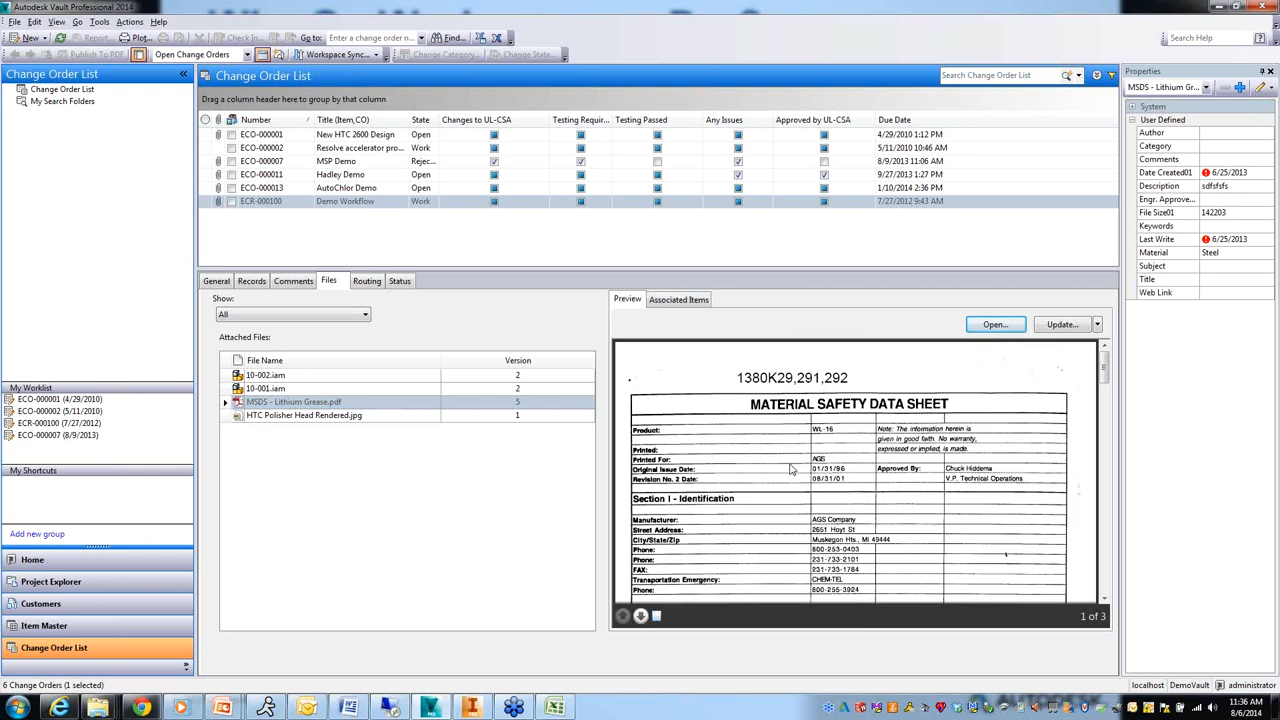 Autodesk Vault Professional 2014
File Edit View Go Tools Actions Help
New Report... Plot... Check In... Go to: Enter a change order n Find... Search Help
Publish To PDF Open Change Orders Workspace Sync... Change Category... Change State...
Change Order List
Change Order List
My Search Folders
My Worklist
ECO-000001 (4/29/2010)
ECO-000002 (5/11/2010)
ECR-000100 (7/27/2012)
ECO-000007 (8/9/2013)
My Shortcuts
Add new group
Home
Project Explorer
Customers
Item Master
Change Order List
Change Order List Search Change Order List
Drag a column header here to group by that column
Number Title (Item,CO) State Changes to UL-CSA Testing Requir... Testing Passed Any Issues Approved by UL-CSA Due Date
ECO-000001 New HTC 2600 Design Open 4/29/2010 1:12 PM
ECO-000002 Resolve accelerator pro... Work 5/11/2010 10:46 AM
ECO-000007 MSP Demo Rejec... 8/9/2013 11:06 AM
ECO-000011 Hadley Demo Open 9/27/2013 1:27 PM
ECO-000013 AutoChlor Demo Open 1/10/2014 2:36 PM
ECR-000100 Demo Workflow Work 7/27/2012 9:43 AM
General Records Comments Files Routing Status
Show:
All
Attached Files:
File Name Version
10-002.iam 2
10-001.iam 2
MSDS - Lithium Grease.pdf 5
HTC Polisher Head Rendered.jpg 1
Preview Associated Items
Open... Update...
1380K29,291,292
MATERIAL SAFETY DATA SHEET
Product: WL-16 Note: The information herein is
given in good faith. No warranty,
Printed: expressed or implied, is made.
Printed For: AGS
Original Issue Date: 01/31/96 Approved By: Chuck Hiddema
Revision No. 2 Date: 08/31/01 V.P. Technical Operations
Section I - Identification
Manufacturer: AGS Company
Street Address: 2651 Hoyt St
City/State/Zip Muskegon Hts., MI 49444
Phone: 800-253-0403
Phone: 231-733-2101
FAX: 231-733-1784
Transportation Emergency: CHEM-TEL
Phone: 800-255-3924
1 of 3
Properties
MSDS - Lithium Gr...
System
User Defined
Author
Category
Comments
Date Created01 6/25/2013
Description sdfsfsfs
Engr. Approve...
File Size01 142203
Keywords
Last Write 6/25/2013
Material Steel
Subject
Title
Web Link
6 Change Orders (1 selected) localhost DemoVault administrator
11:36 AM
8/6/2014